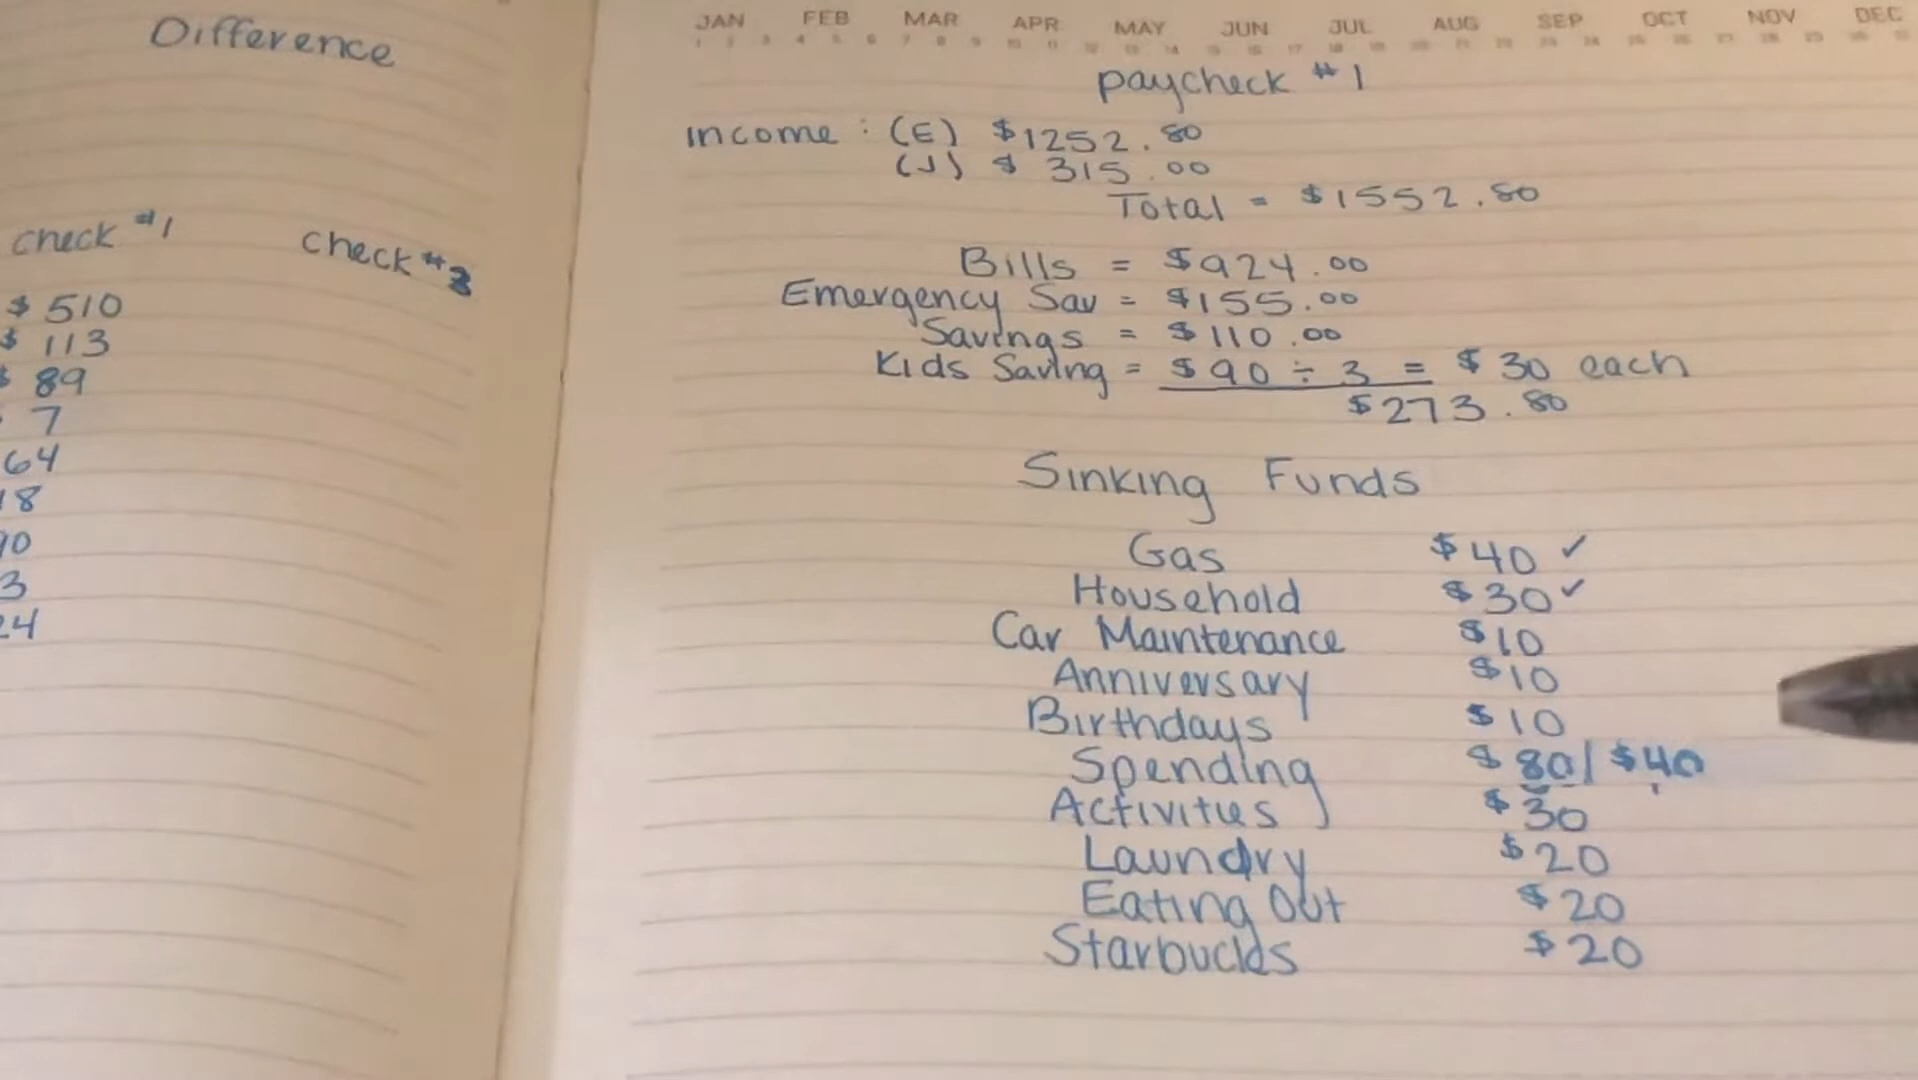 Difference
check #1 check #3
$ 510
$ 113
$ 89
7
64
18
90
3
24
JAN FEB MAR APR MAY JUN JUL AUG SEP OCT NOV DEC
paycheck #1
income : (E) $1252.80
(J) $ 315.00
Total = $1552.80
Bills = $924.00
Emergency Sav = $155.00
Savings = $110.00
Kids Saving = $90 ÷ 3 = $30 each
$273.80
Sinking Funds
Gas $40 ✓
Household $30 ✓
Car Maintenance $10
Anniversary $10
Birthdays $10
Spending $80/$40
Activities $30
Laundry $20
Eating Out $20
Starbucks $20